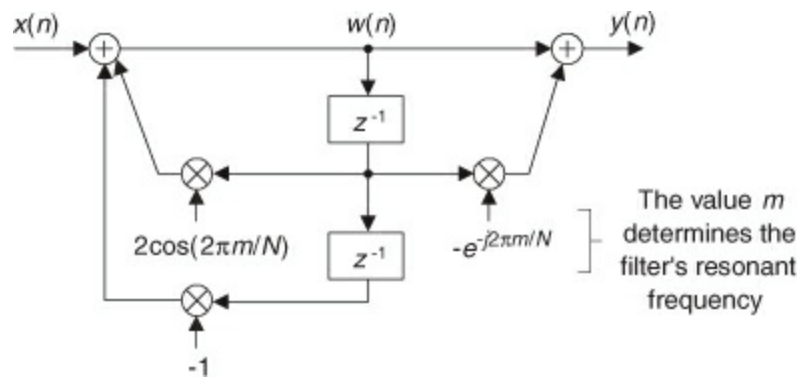 x(n)
w(n)
y(n)
+
+
z⁻¹
2cos(2πm/N)
z⁻¹
-e^-j2πm/N
The value m
determines the
filter's resonant
frequency
-1